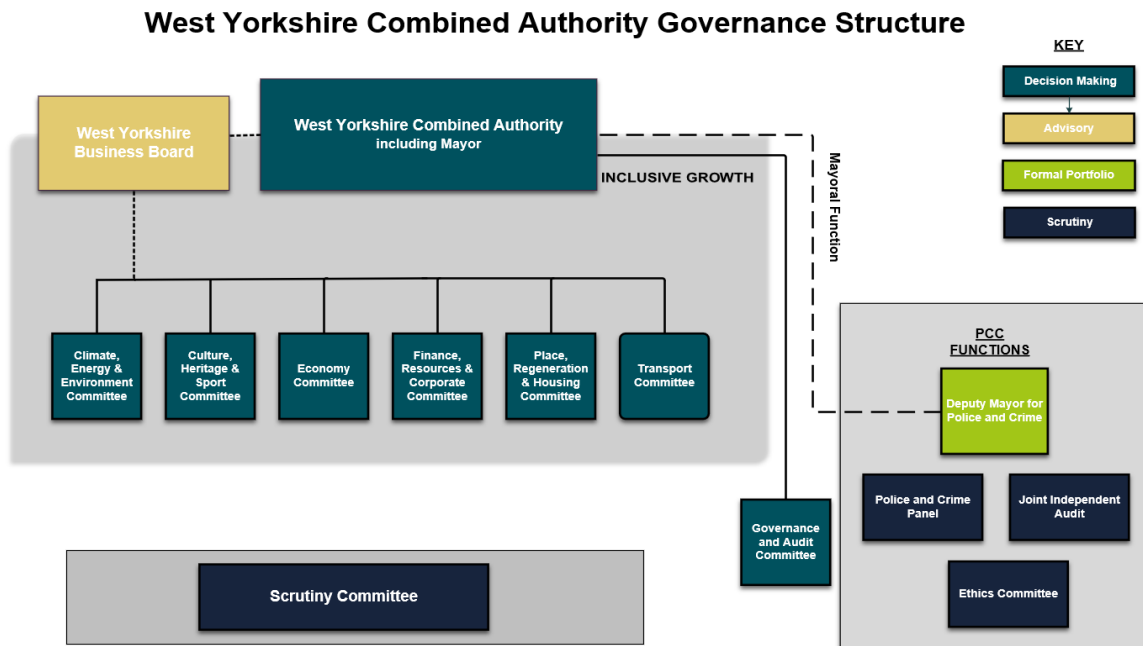 West Yorkshire Combined Authority Governance Structure
KEY
Decision Making
Advisory
Formal Portfolio
Scrutiny
West Yorkshire
Business Board
West Yorkshire Combined Authority
including Mayor
INCLUSIVE GROWTH
Mayoral Function
Climate,
Energy &
Environment
Committee
Culture,
Heritage &
Sport
Committee
Economy
Committee
Finance,
Resources &
Corporate
Committee
Place,
Regeneration
& Housing
Committee
Transport
Committee
PCC
FUNCTIONS
Deputy Mayor for
Police and Crime
Police and Crime
Panel
Joint Independent
Audit
Ethics Committee
Governance
and Audit
Committee
Scrutiny Committee